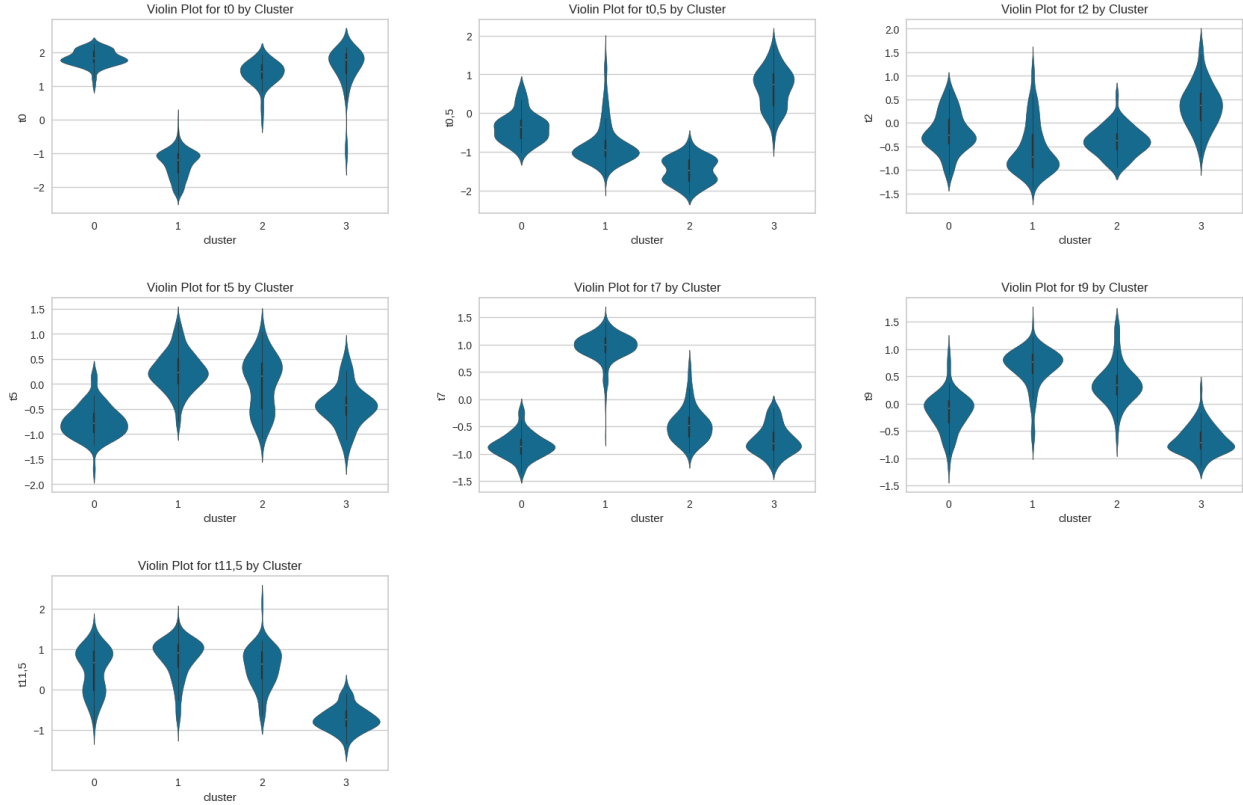 Violin Plot for t0 by Cluster
2
1
0
−1
−2
t0
0 1 2 3
cluster
Violin Plot for t0,5 by Cluster
2
1
0
−1
−2
t0,5
0 1 2 3
cluster
Violin Plot for t2 by Cluster
2.0
1.5
1.0
0.5
0.0
−0.5
−1.0
−1.5
t2
0 1 2 3
cluster
Violin Plot for t5 by Cluster
1.5
1.0
0.5
0.0
−0.5
−1.0
−1.5
−2.0
t5
0 1 2 3
cluster
Violin Plot for t7 by Cluster
1.5
1.0
0.5
0.0
−0.5
−1.0
−1.5
t7
0 1 2 3
cluster
Violin Plot for t9 by Cluster
1.5
1.0
0.5
0.0
−0.5
−1.0
−1.5
t9
0 1 2 3
cluster
Violin Plot for t11,5 by Cluster
2
1
0
−1
t11,5
0 1 2 3
cluster